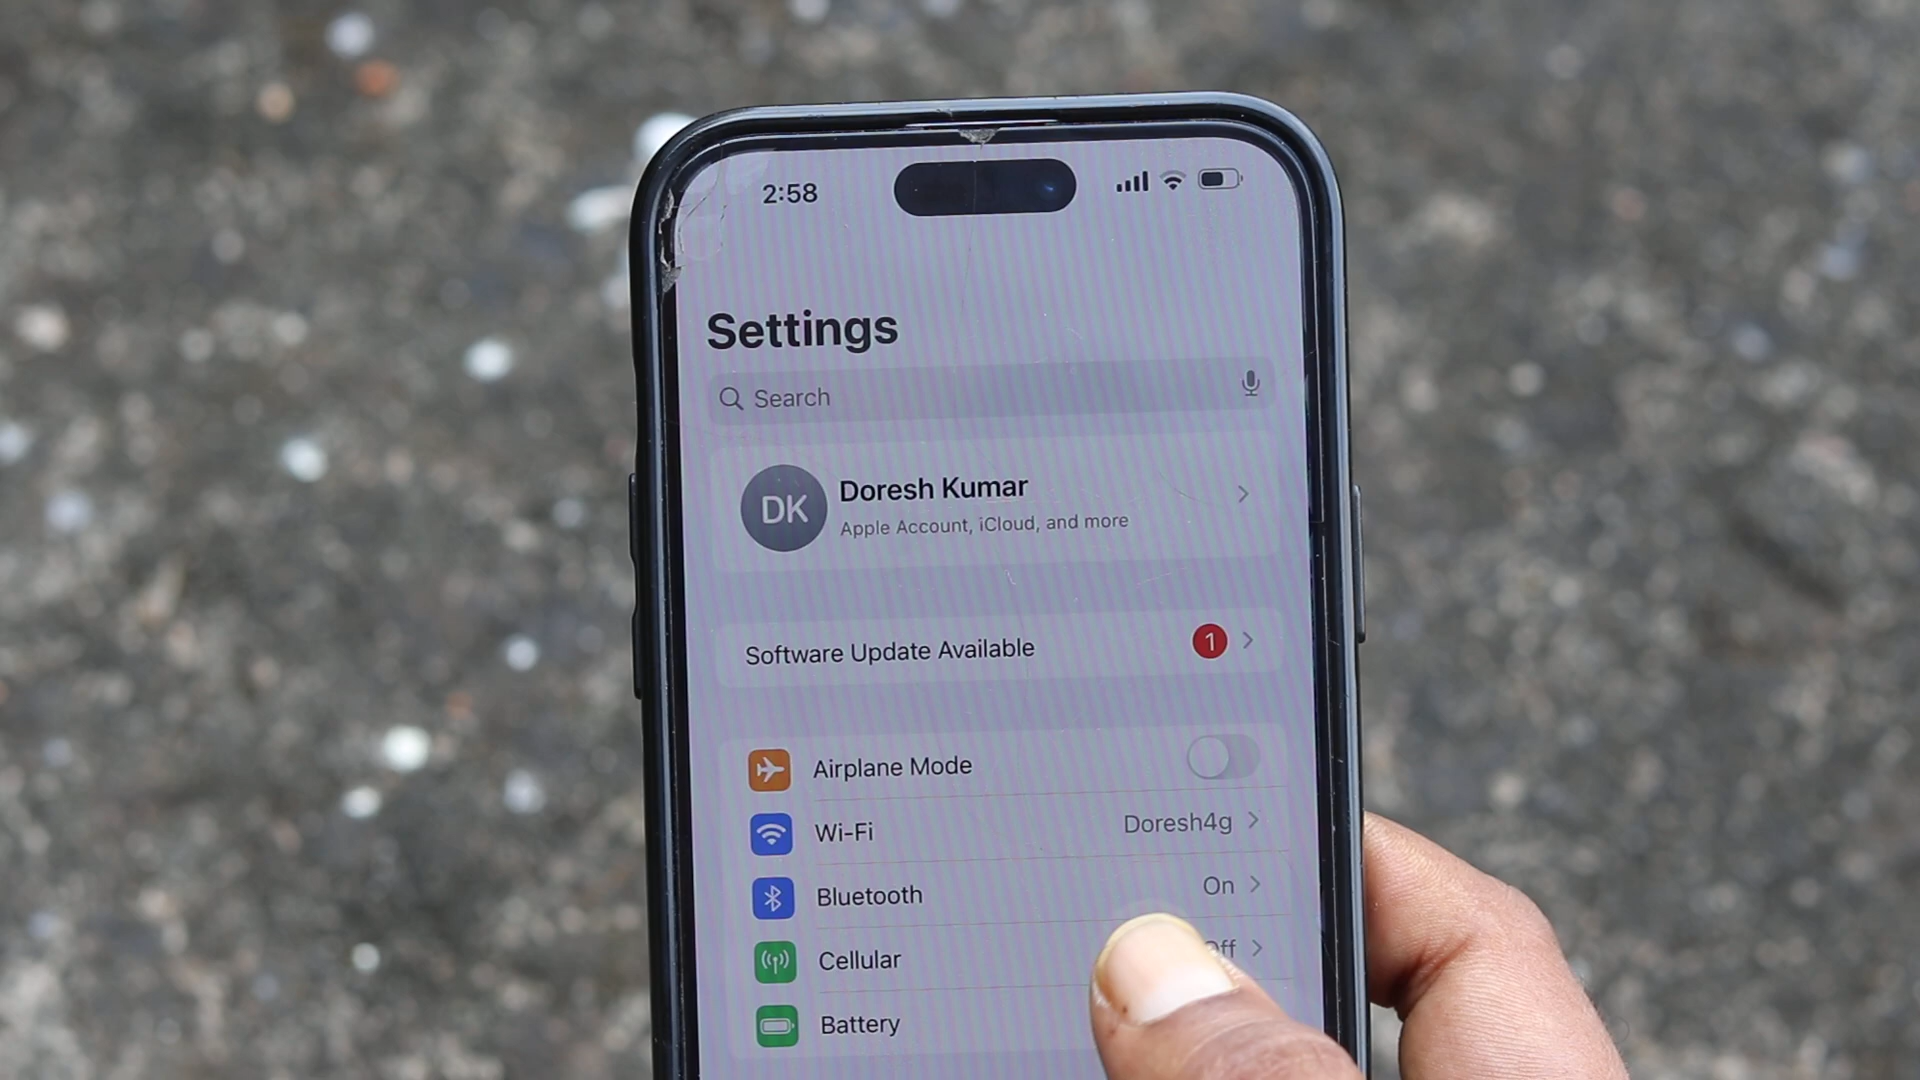 2:58
Settings
Search
DK
Doresh Kumar
Apple Account, iCloud, and more
Software Update Available 1
Airplane Mode
Wi-Fi Doresh4g
Bluetooth On
Cellular
Battery